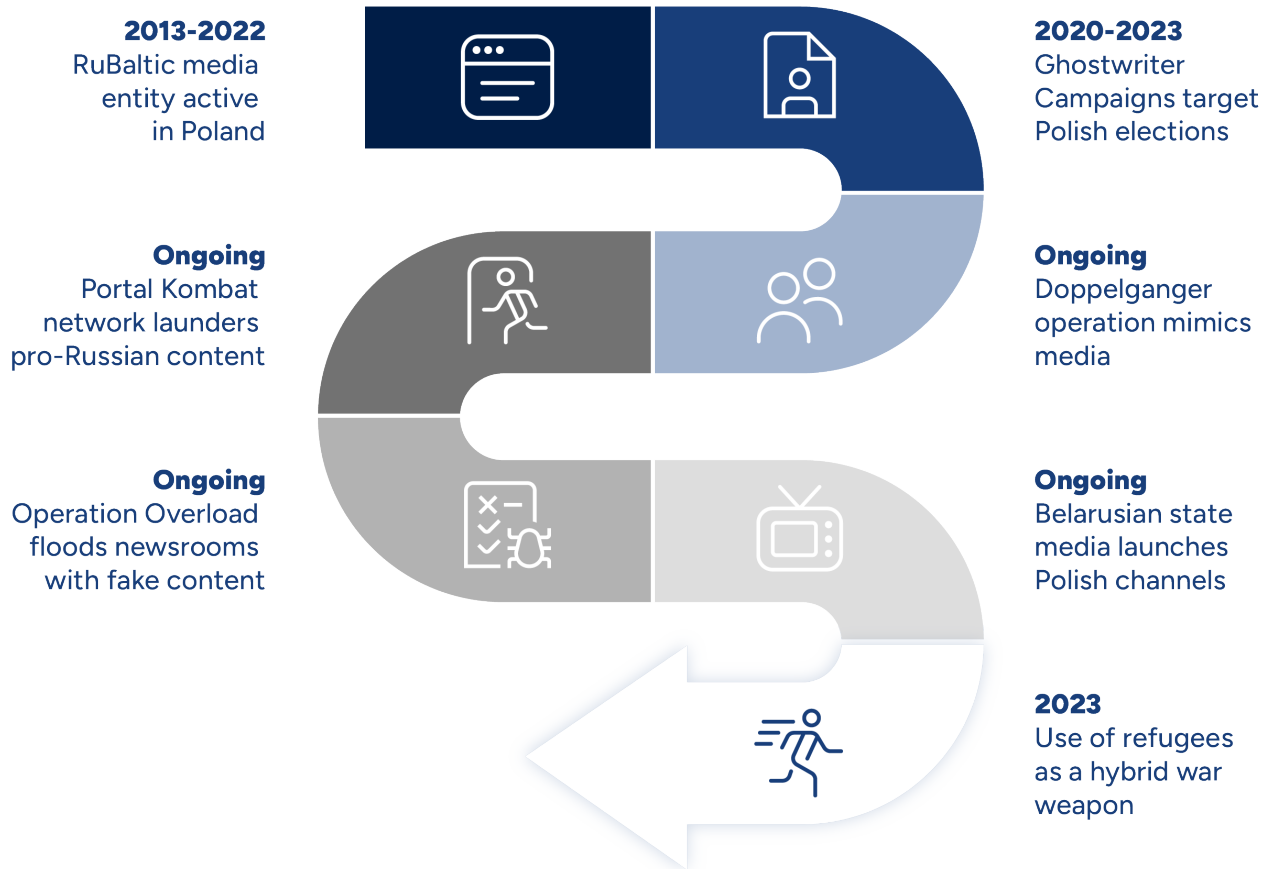 2013-2022
RuBaltic media
entity active
in Poland
2020-2023
Ghostwriter
Campaigns target
Polish elections
Ongoing
Doppelganger
operation mimics
media
Ongoing
Portal Kombat
network launders
pro-Russian content
Ongoing
Operation Overload
floods newsrooms
with fake content
Ongoing
Belarusian state
media launches
Polish channels
2023
Use of refugees
as a hybrid war
weapon